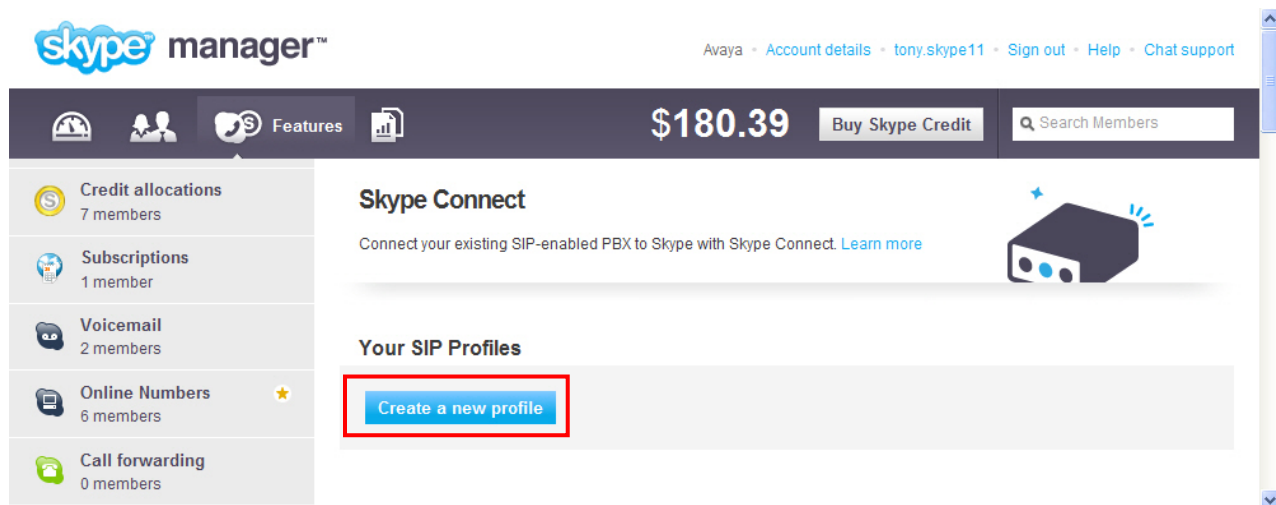 skype manager™
Avaya • Account details • tony.skype11 • Sign out • Help • Chat support
Features
$180.39
Buy Skype Credit
Search Members
Credit allocations
7 members
Subscriptions
1 member
Voicemail
2 members
Online Numbers
6 members
Call forwarding
0 members
Skype Connect
Connect your existing SIP-enabled PBX to Skype with Skype Connect. Learn more
Your SIP Profiles
Create a new profile